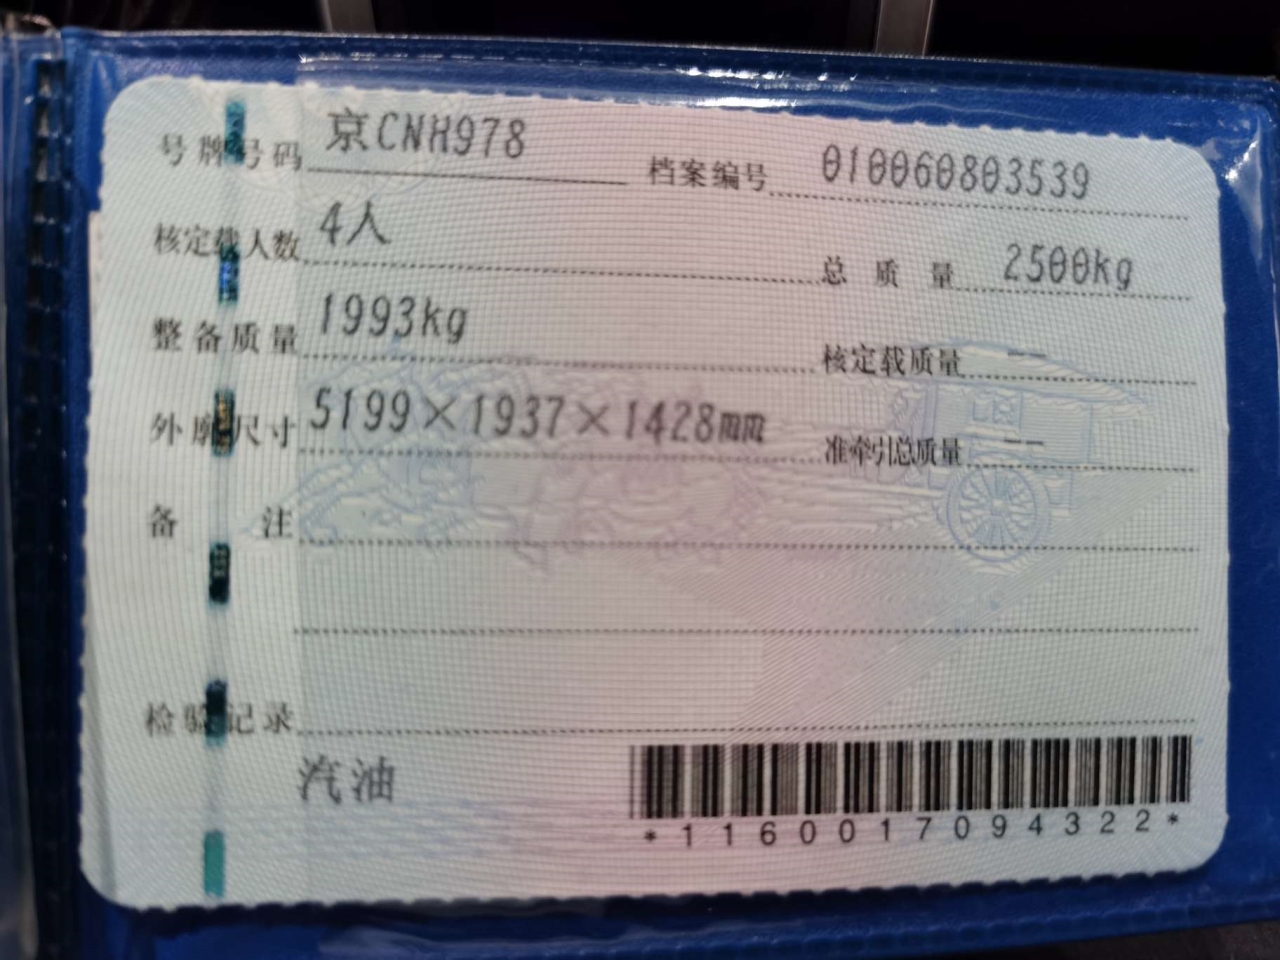 号牌号码 京CNH978 档案编号 010060803539
核定载人数 4人 总质量 2500kg
整备质量 1993kg 核定载质量 --
外廓尺寸 5199×1937×1428mm 准牵引总质量 --
备注
检验记录
汽油
*1160017094322*